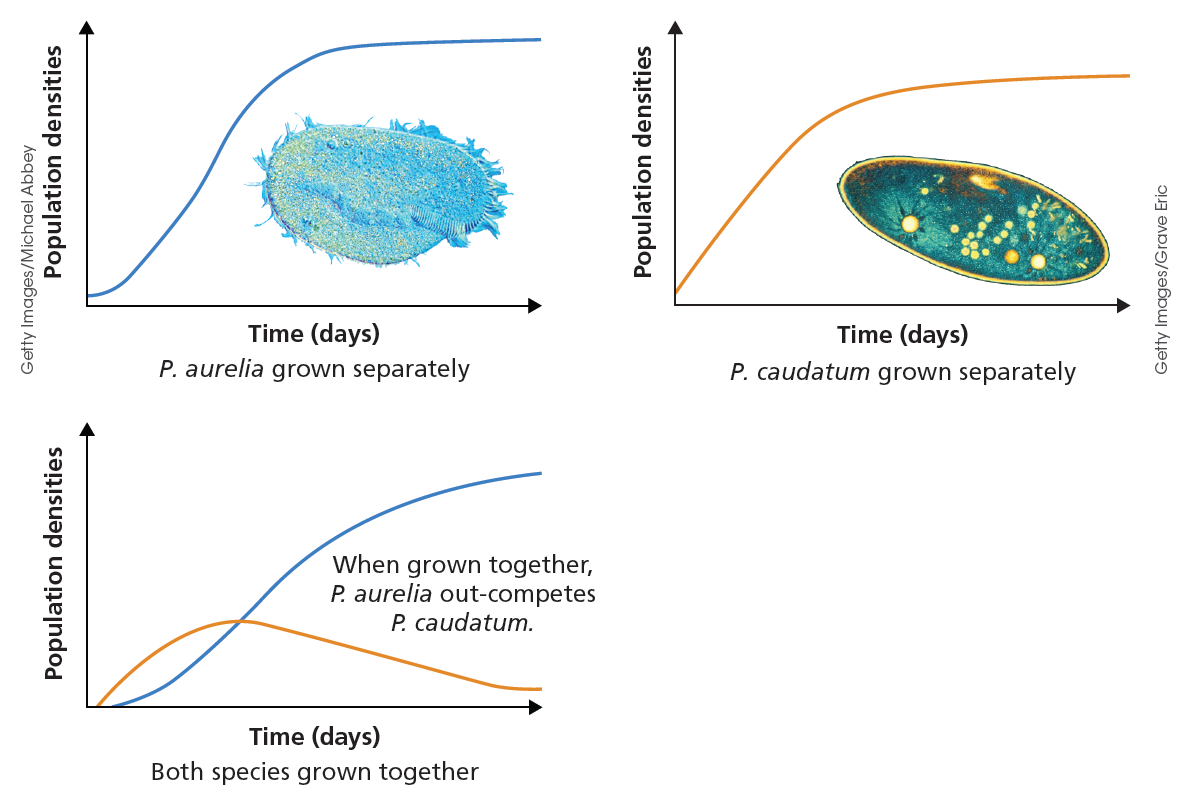 Getty Images/Michael Abbey
Population densities
Time (days)
P. aurelia grown separately
Population densities
Time (days)
P. caudatum grown separately
Getty Images/Grave Eric
Population densities
When grown together,
P. aurelia out-competes
P. caudatum.
Time (days)
Both species grown together